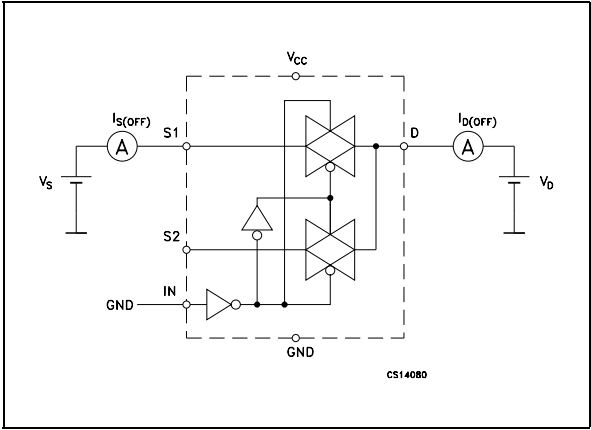 VCC
IS(OFF)
ID(OFF)
S1
D
A
A
VS
VD
S2
IN
GND
GND
CS14080